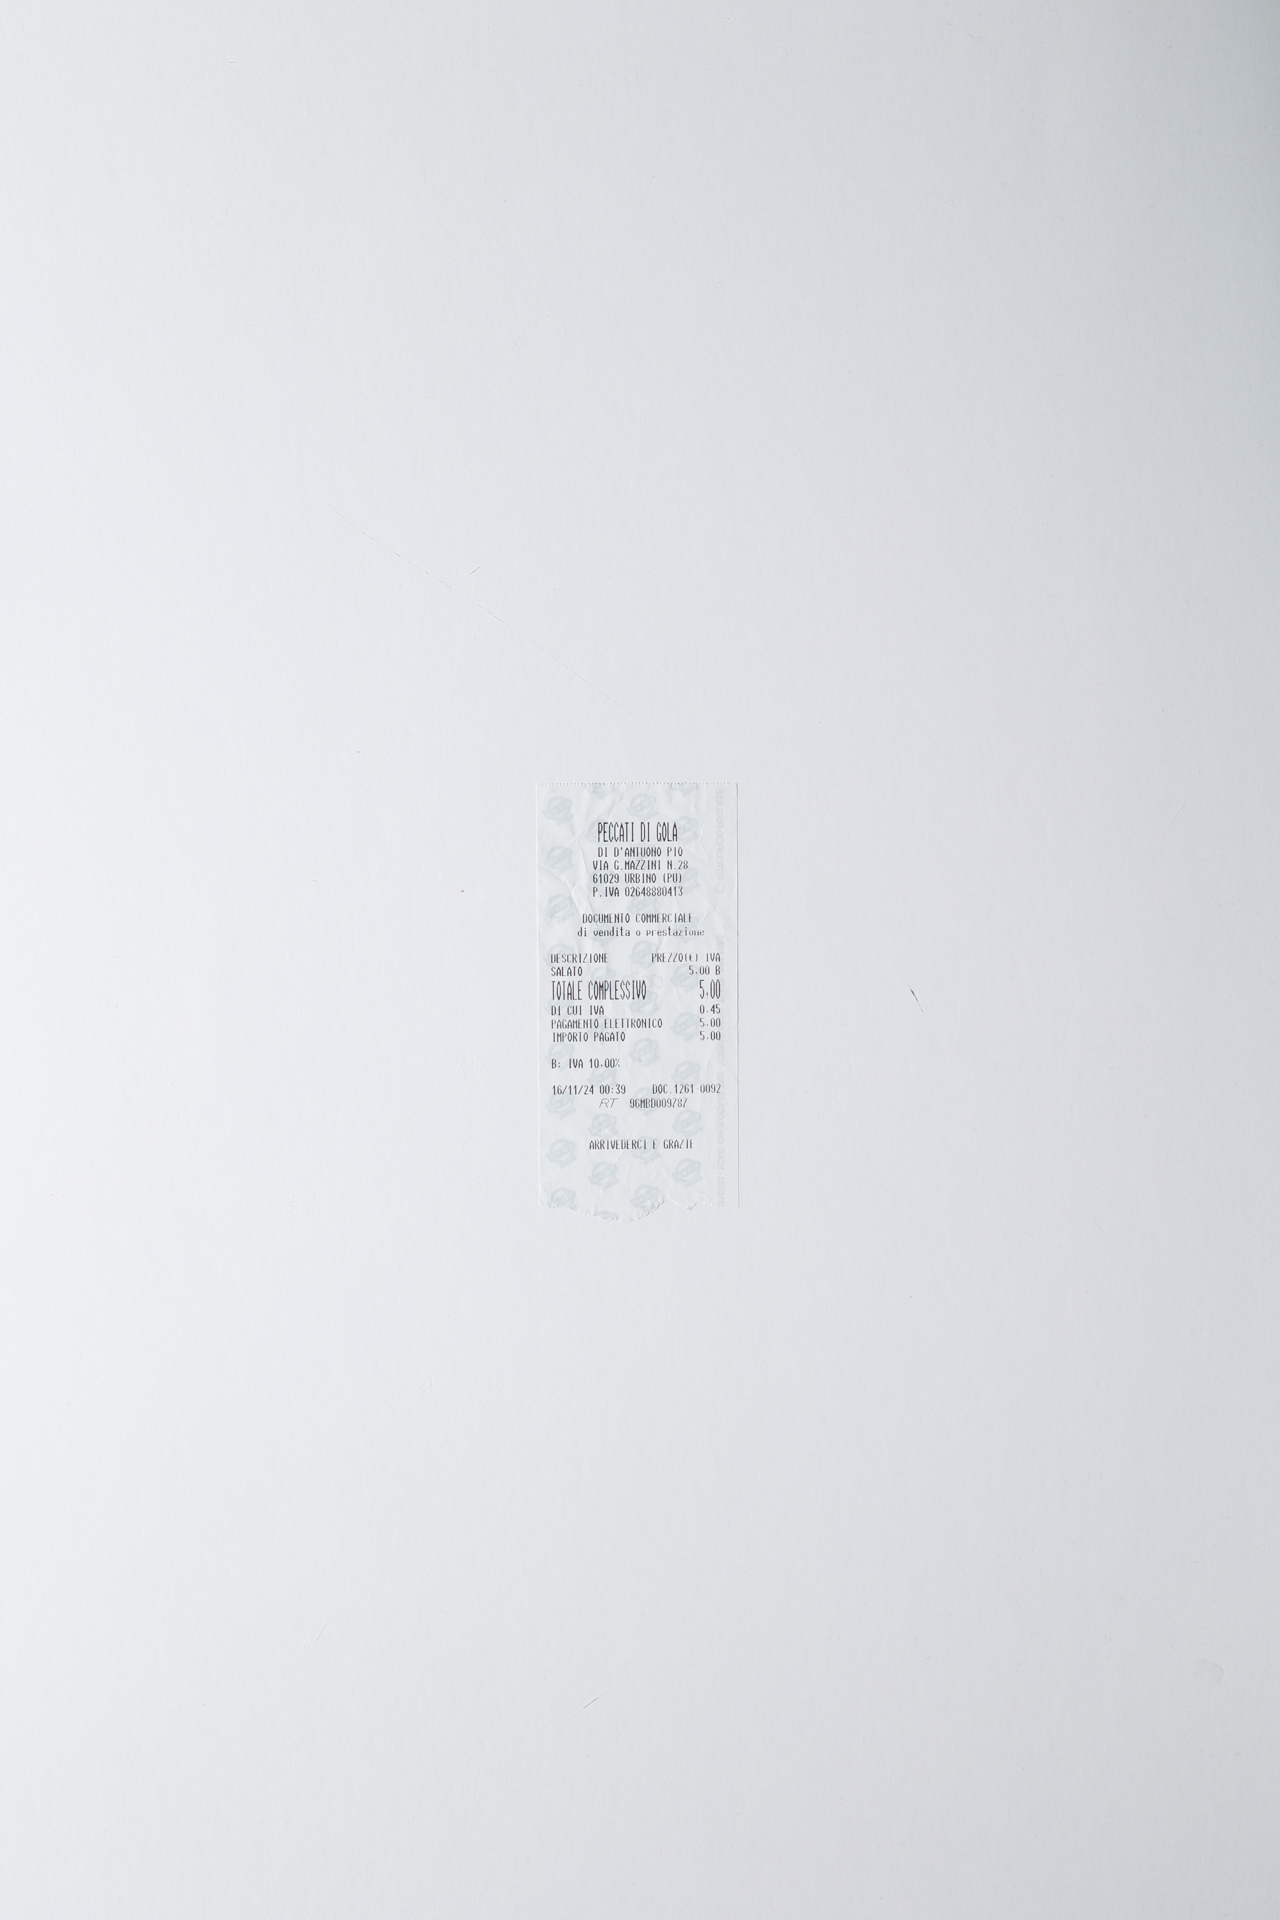 PECCATI DI GOLA
DI D'ANTUONO PIO
VIA G.MAZZINI N.28
61029 URBINO (PU)
P.IVA 02648880413
DOCUMENTO COMMERCIALE
di vendita o prestazione
DESCRIZIONE PREZZO(€) IVA
SALATO 5.00 B
TOTALE COMPLESSIVO 5.00
DI CUI IVA 0.45
PAGAMENTO ELETTRONICO 5.00
IMPORTO PAGATO 5.00
B: IVA 10.00%
16/11/24 00:39 DOC.1261-0092
RT
ARRIVEDERCI E GRAZIE